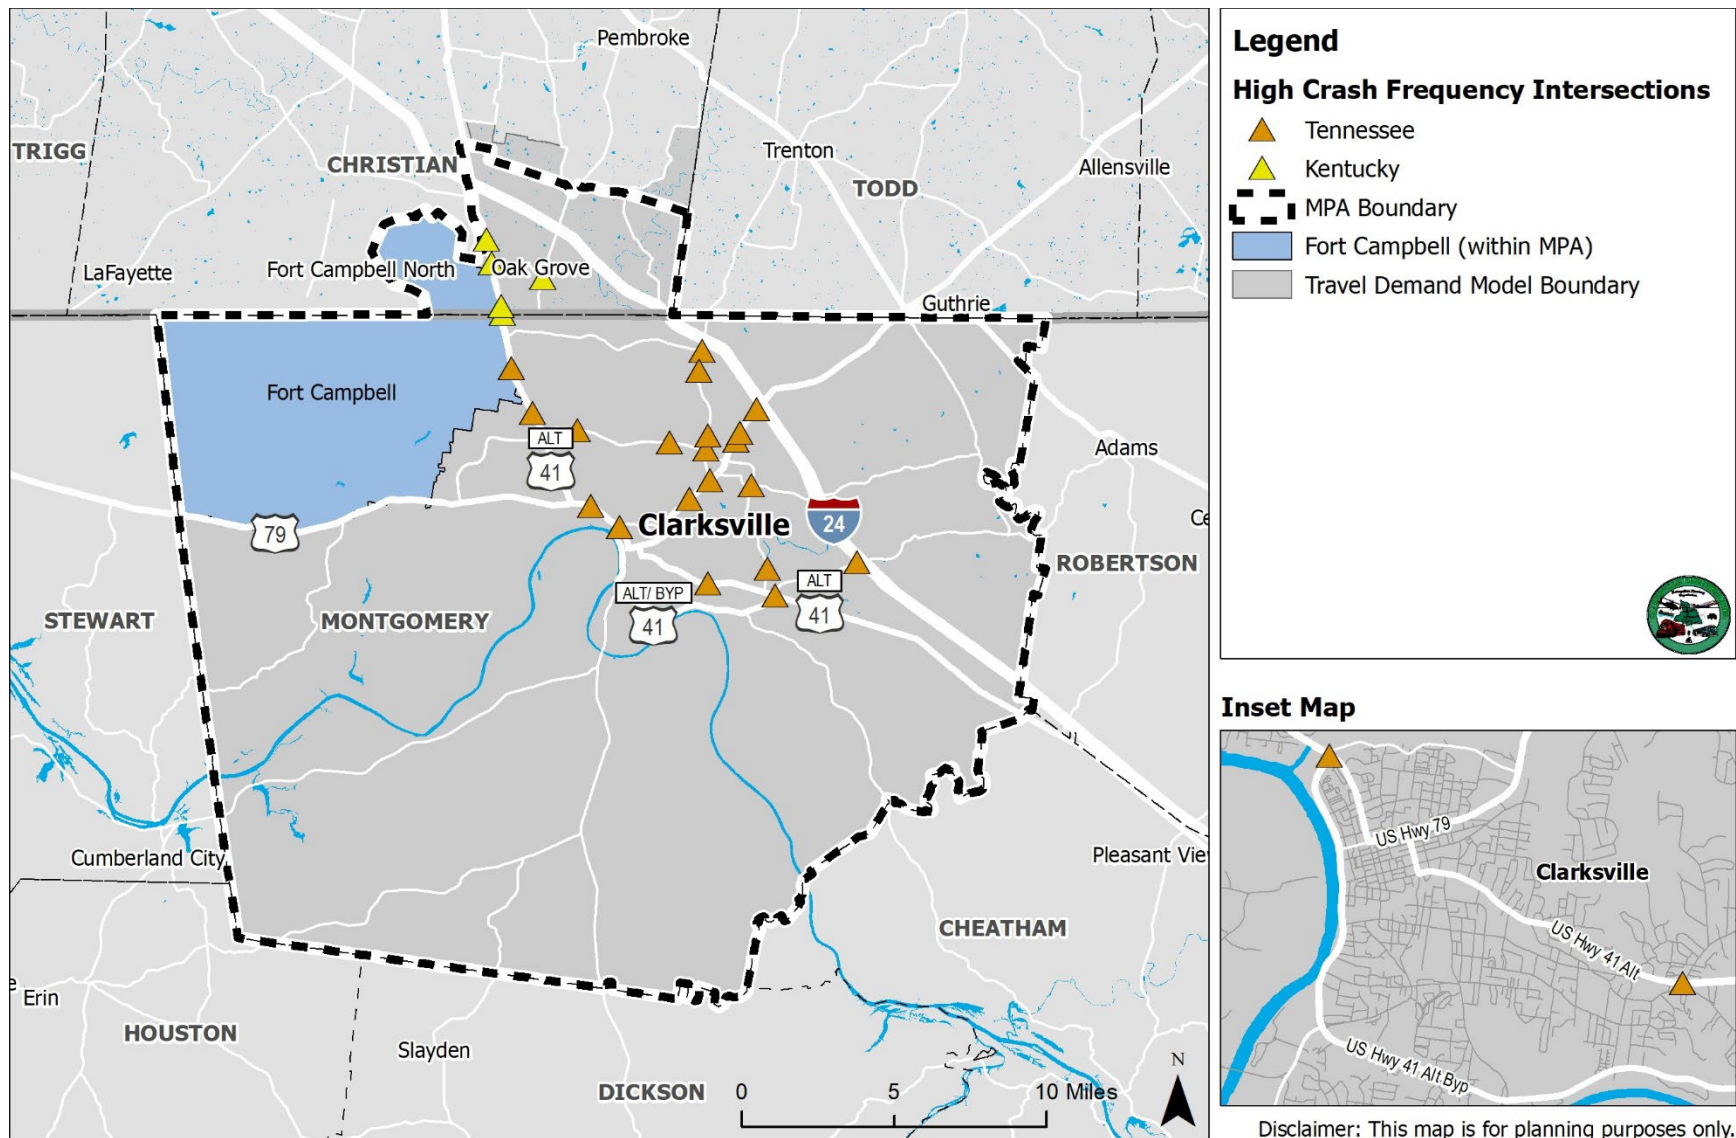 Pembroke
TRIGG
CHRISTIAN
Trenton
Allensville
TODD
LaFayette
Fort Campbell North
Oak Grove
Guthrie
Fort Campbell
ALT
41
Adams
79
Clarksville
24
ROBERTSON
ALT/ BYP
41
ALT
41
STEWART
MONTGOMERY
Cumberland City
CHEATHAM
Erin
HOUSTON
Slayden
DICKSON
0 5 10 Miles
N
Legend
High Crash Frequency Intersections
Tennessee
Kentucky
MPA Boundary
Fort Campbell (within MPA)
Travel Demand Model Boundary
Inset Map
US Hwy 79
Clarksville
US Hwy 41 Alt
US Hwy 41 Alt Byp
Disclaimer: This map is for planning purposes only.